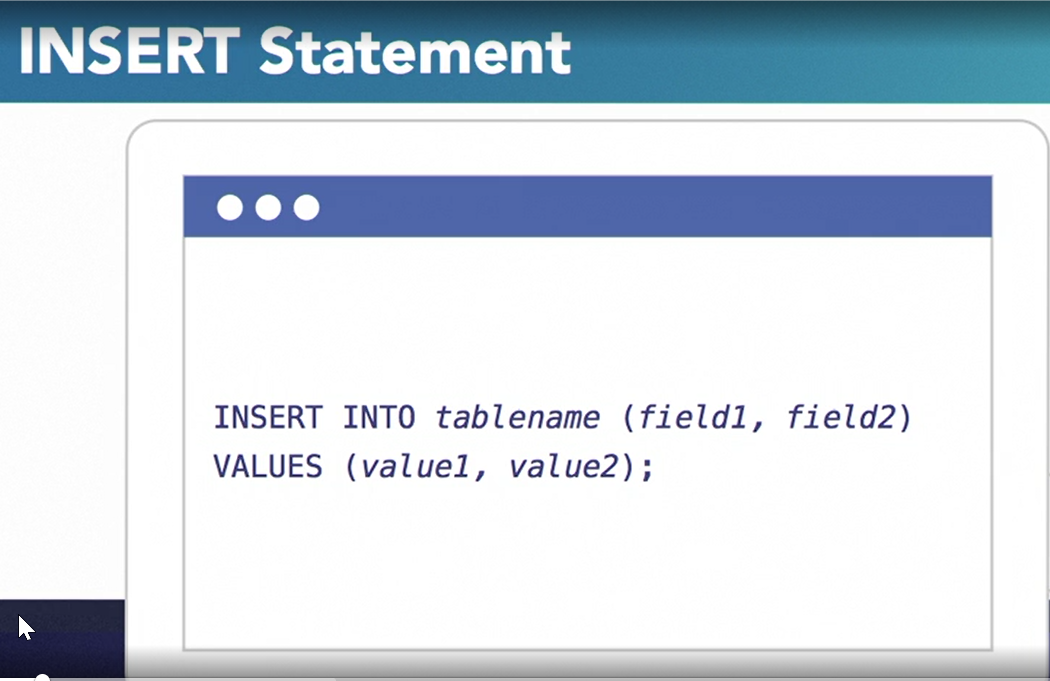 INSERT Statement
INSERT INTO tablename (field1, field2)
VALUES (value1, value2);